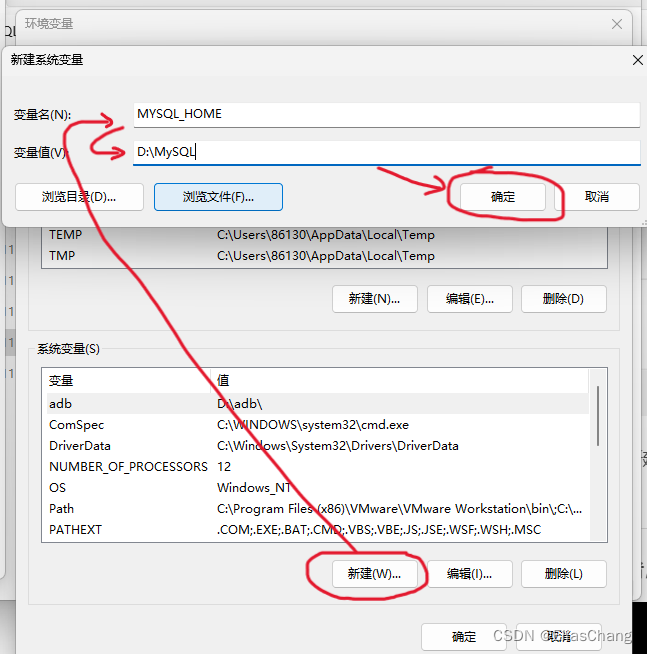 环境变量
新建系统变量
变量名(N):
MYSQL_HOME
变量值(V)
D:\MySQL
浏览目录(D)...
浏览文件(F)...
确定
取消
TEMP
C:\Users\86130\AppData\Local\Temp
TMP
C:\Users\86130\AppData\Local\Temp
新建(N)...
编辑(E)...
删除(D)
系统变量(S)
变量
值
adb
D:\adb\
ComSpec
C:\WINDOWS\system32\cmd.exe
DriverData
C:\Windows\System32\Drivers\DriverData
NUMBER_OF_PROCESSORS
12
OS
Windows_NT
Path
C:\Program Files (x86)\VMware\VMware Workstation\bin\;C:\...
PATHEXT
.COM;.EXE;.BAT;.CMD;.VBS;.VBE;.JS;.JSE;.WSF;.WSH;.MSC
新建(W)...
编辑(I)...
删除(L)
确定
取消
CSDN